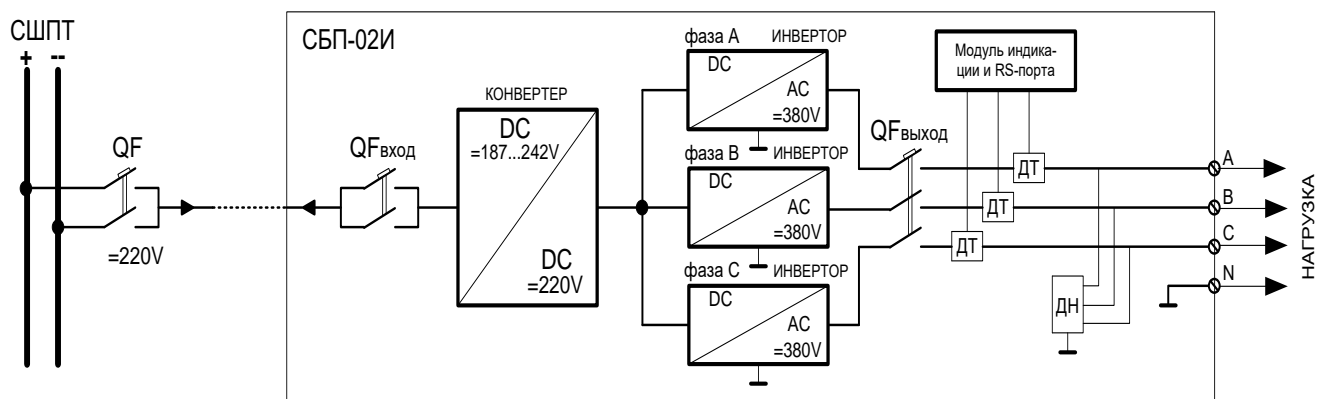 СШПТ
+ --
QF
=220V
СБП-02И
QFвход
КОНВЕРТЕР
DC
=187...242V
DC
=220V
фаза A ИНВЕРТОР
DC
AC
=380V
фаза B ИНВЕРТОР
DC
AC
=380V
фаза C ИНВЕРТОР
DC
AC
=380V
QFвыход
Модуль индика-
ции и RS-порта
ДТ
ДТ
ДТ
ДН
A
B
C
N
НАГРУЗКА